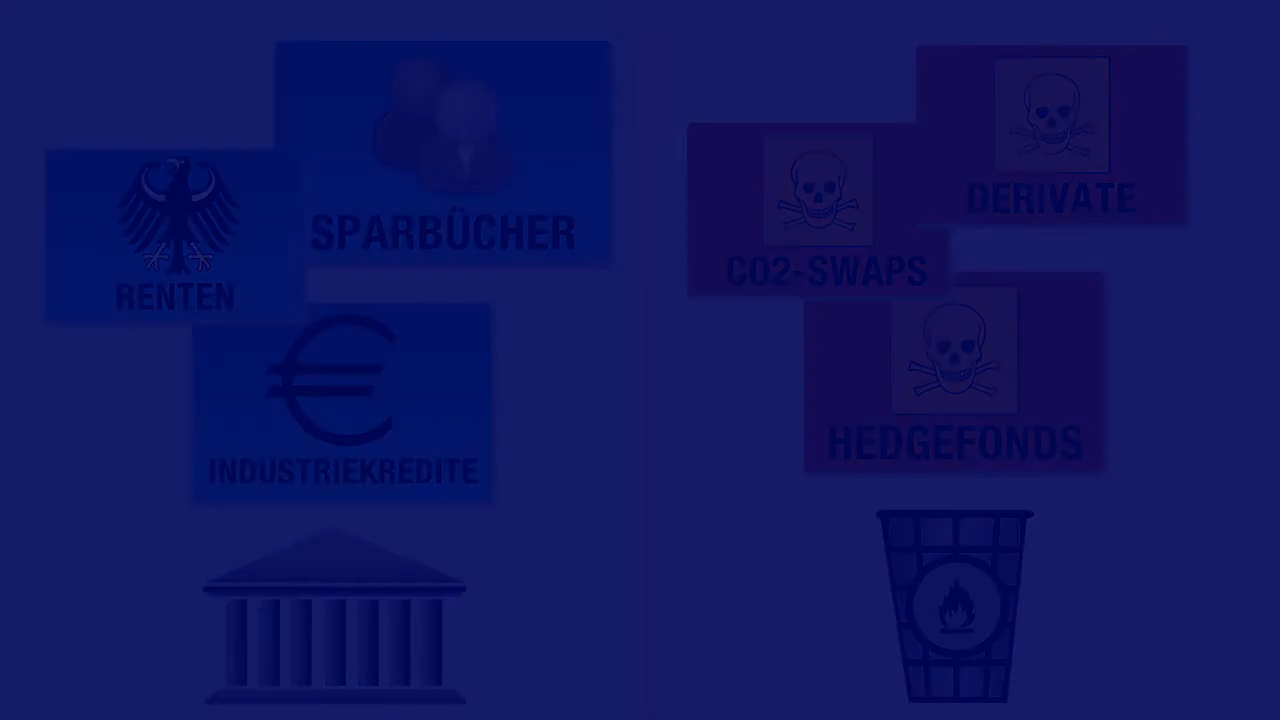 SPARBÜCHER
RENTEN
INDUSTRIEKREDITE
DERIVATE
CO2-SWAPS
HEDGEFONDS